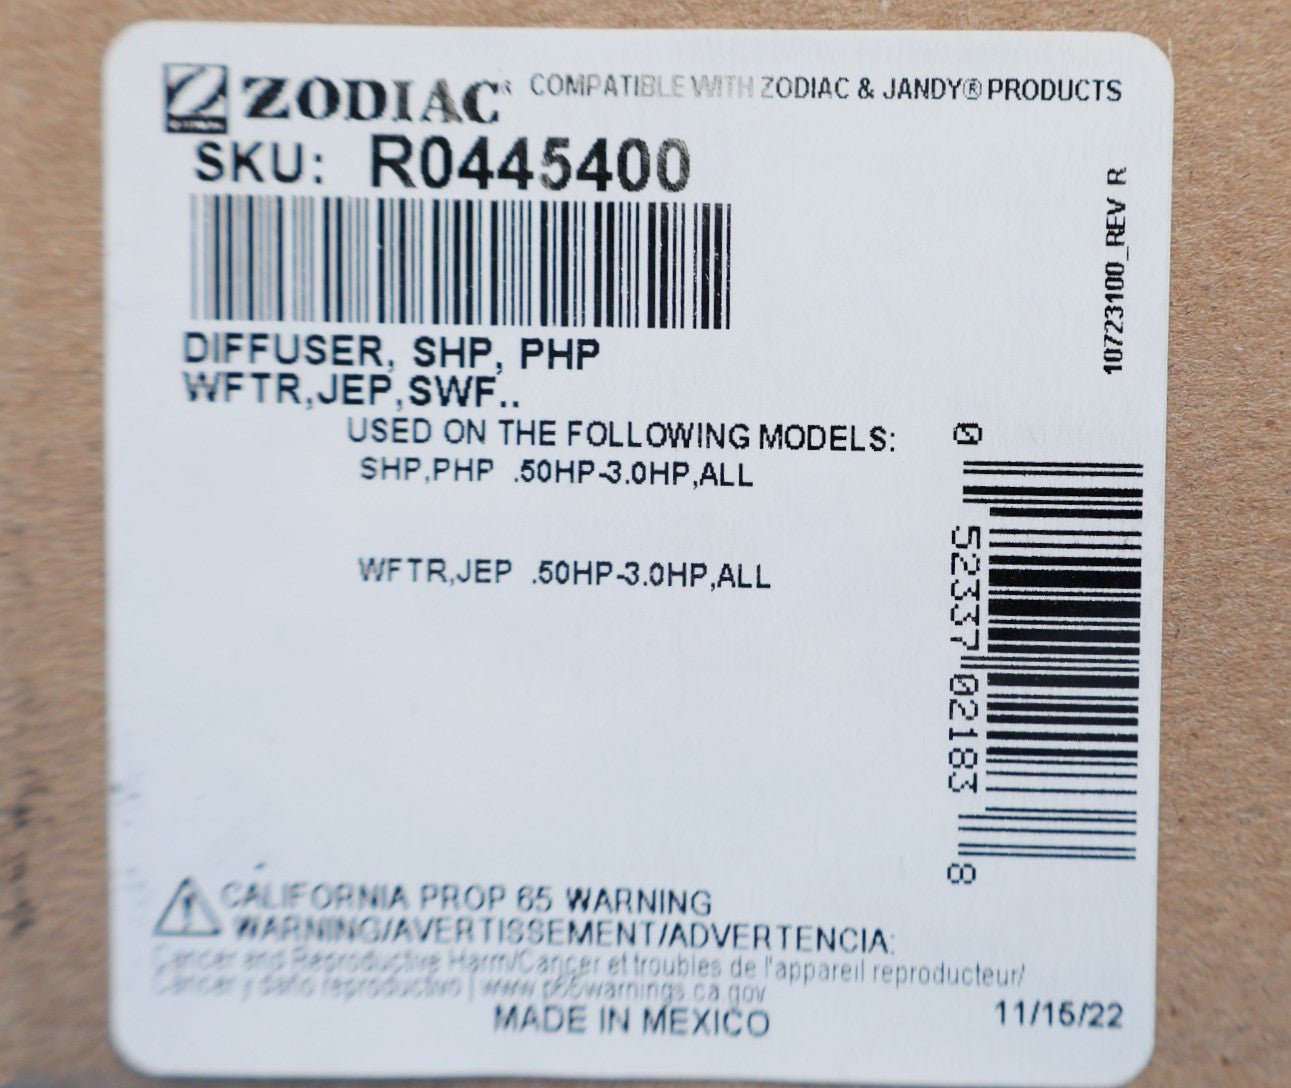 ZODIAC COMPATIBLE WITH ZODIAC & JANDY® PRODUCTS
SKU: R0445400
DIFFUSER, SHP, PHP
WFTR,JEP,SWF..
USED ON THE FOLLOWING MODELS:
SHP,PHP .50HP-3.0HP,ALL
WFTR,JEP .50HP-3.0HP,ALL
10723100_REV R
0 52337 02183 8
CALIFORNIA PROP 65 WARNING
WARNING/AVERTISSEMENT/ADVERTENCIA:
Cancer and Reproductive Harm/Cancer et troubles de l'appareil reproducteur/
Cancer y daño reproductivo | www.p65warnings.ca.gov
MADE IN MEXICO
11/15/22